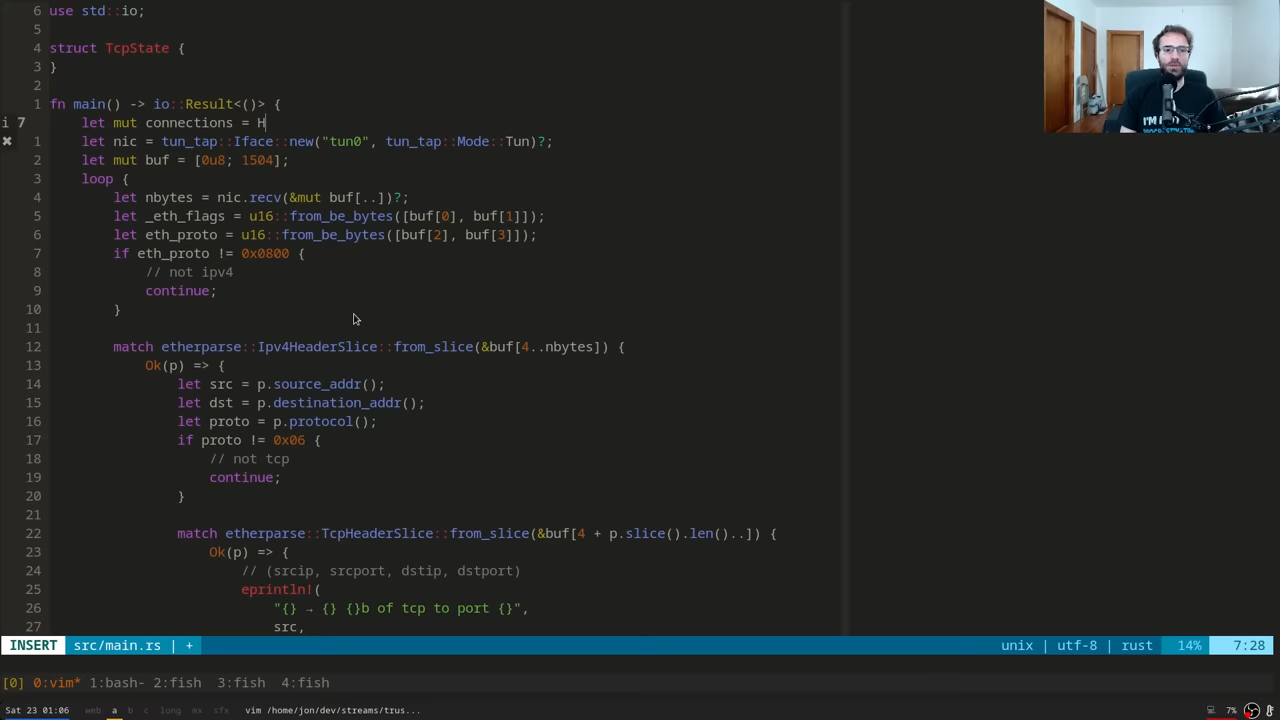 6 use std::io;
5
4 struct TcpState {
3 }
2
1 fn main() -> io::Result<()> {
i 7     let mut connections = H
✖ 1     let nic = tun_tap::Iface::new("tun0", tun_tap::Mode::Tun)?;
2     let mut buf = [0u8; 1504];
3     loop {
4         let nbytes = nic.recv(&mut buf[..])?;
5         let _eth_flags = u16::from_be_bytes([buf[0], buf[1]]);
6         let eth_proto = u16::from_be_bytes([buf[2], buf[3]]);
7         if eth_proto != 0x0800 {
8             // not ipv4
9             continue;
10         }
11
12         match etherparse::Ipv4HeaderSlice::from_slice(&buf[4..nbytes]) {
13             Ok(p) => {
14                 let src = p.source_addr();
15                 let dst = p.destination_addr();
16                 let proto = p.protocol();
17                 if proto != 0x06 {
18                     // not tcp
19                     continue;
20                 }
21
22                 match etherparse::TcpHeaderSlice::from_slice(&buf[4 + p.slice().len()..]) {
23                     Ok(p) => {
24                         // (srcip, srcport, dstip, dstport)
25                         eprintln!(
26                             "{} → {} {}b of tcp to port {}",
27                             src,
INSERT src/main.rs | + unix | utf-8 | rust 14% 7:28
[0] 0:vim* 1:bash- 2:fish 3:fish 4:fish
Sat 23 01:06 web a b c long mx sfx vim /home/jon/dev/streams/trus... 7%